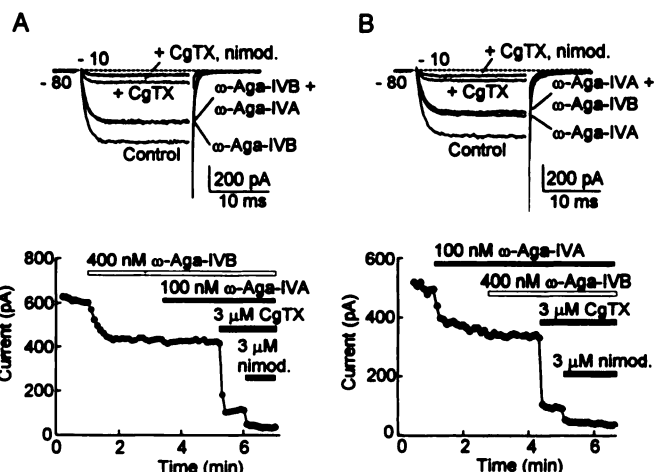 A
- 10
+ CgTX, nimod.
- 80
+ CgTX
ω-Aga-IVB +
ω-Aga-IVA
ω-Aga-IVB
Control
200 pA
10 ms
800
600
400
200
0
Current (pA)
400 nM ω-Aga-IVB
100 nM ω-Aga-IVA
3 μM CgTX
3 μM
nimod.
0 2 4 6
Time (min)
B
- 10
+ CgTX, nimod.
- 80
+ CgTX
ω-Aga-IVA +
ω-Aga-IVB
ω-Aga-IVA
Control
200 pA
10 ms
600
400
200
0
Current (pA)
100 nM ω-Aga-IVA
400 nM ω-Aga-IVB
3 μM CgTX
3 μM nimod.
0 2 4 6
Time (min)